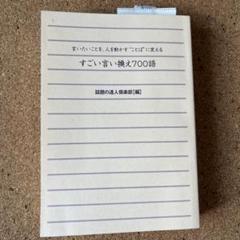 言いたいことを、人を動かす“ことば”に変える
すごい言い換え700語
話題の達人倶楽部[編]